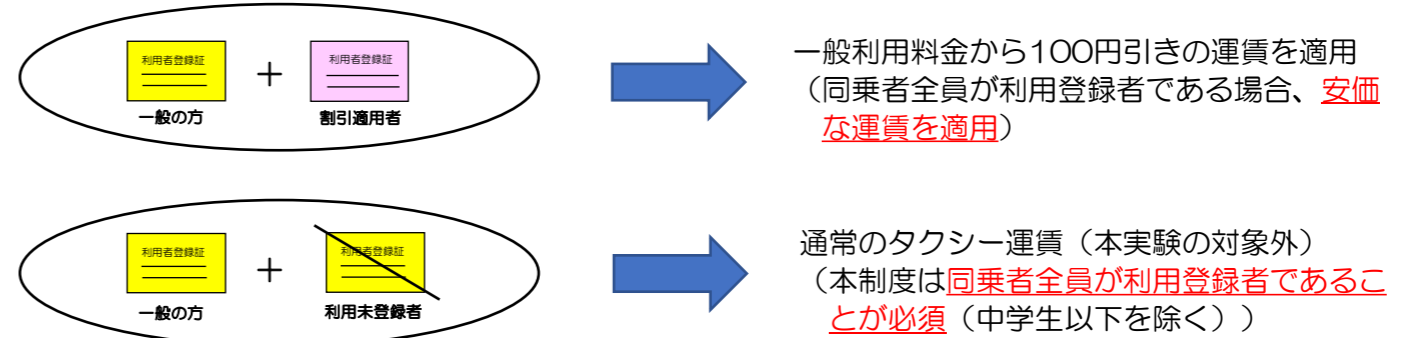 利用者登録証
一般の方
＋
利用者登録証
割引適用者
一般利用料金から100円引きの運賃を適用
（同乗者全員が利用登録者である場合、安価
な運賃を適用）
利用者登録証
一般の方
＋
利用者登録証
利用未登録者
通常のタクシー運賃（本実験の対象外）
（本制度は同乗者全員が利用登録者であるこ
とが必須（中学生以下を除く））